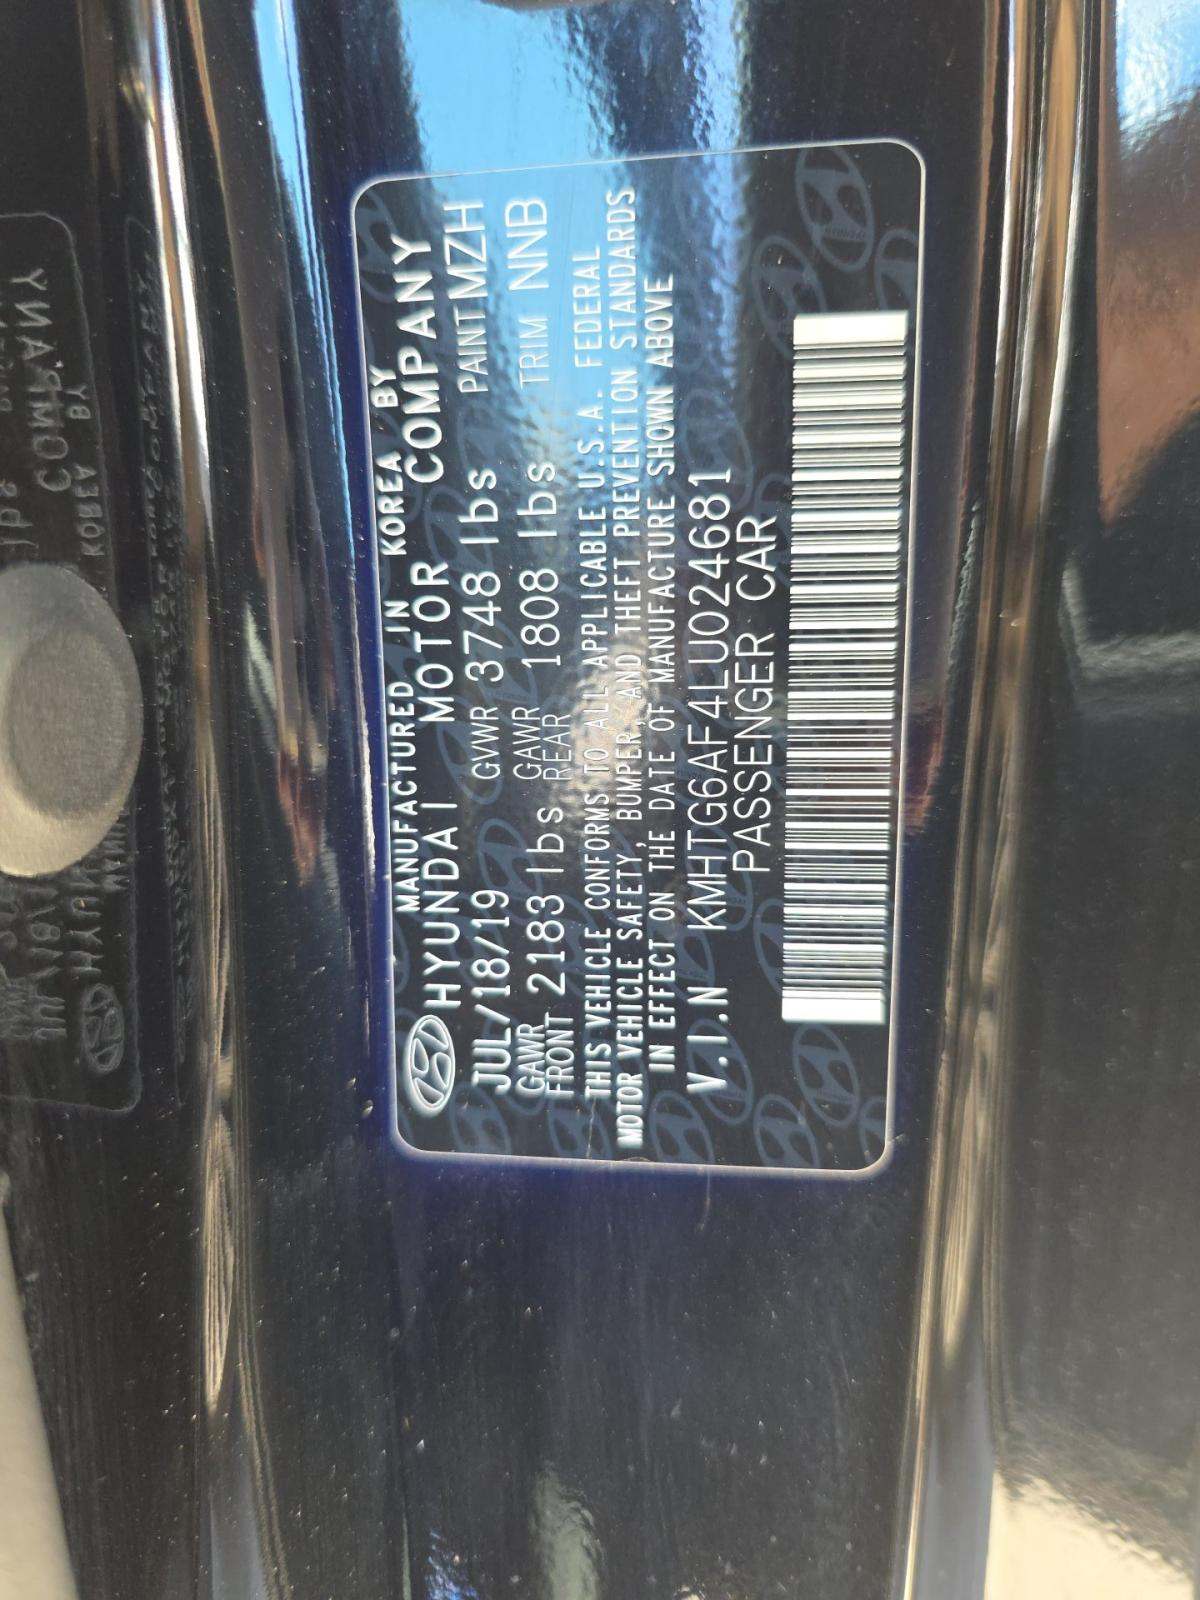 MANUFACTURED IN KOREA BY
HYUNDAI MOTOR COMPANY
JUL/18/19 GVWR 3748 lbs PAINT MZH
GAWR FRONT 2183 lbs GAWR REAR 1808 lbs TRIM NNB
THIS VEHICLE CONFORMS TO ALL APPLICABLE U.S.A. FEDERAL
MOTOR VEHICLE SAFETY, BUMPER, AND THEFT PREVENTION STANDARDS
IN EFFECT ON THE DATE OF MANUFACTURE SHOWN ABOVE
V.I.N KMHTG6AF4LU024681
PASSENGER CAR